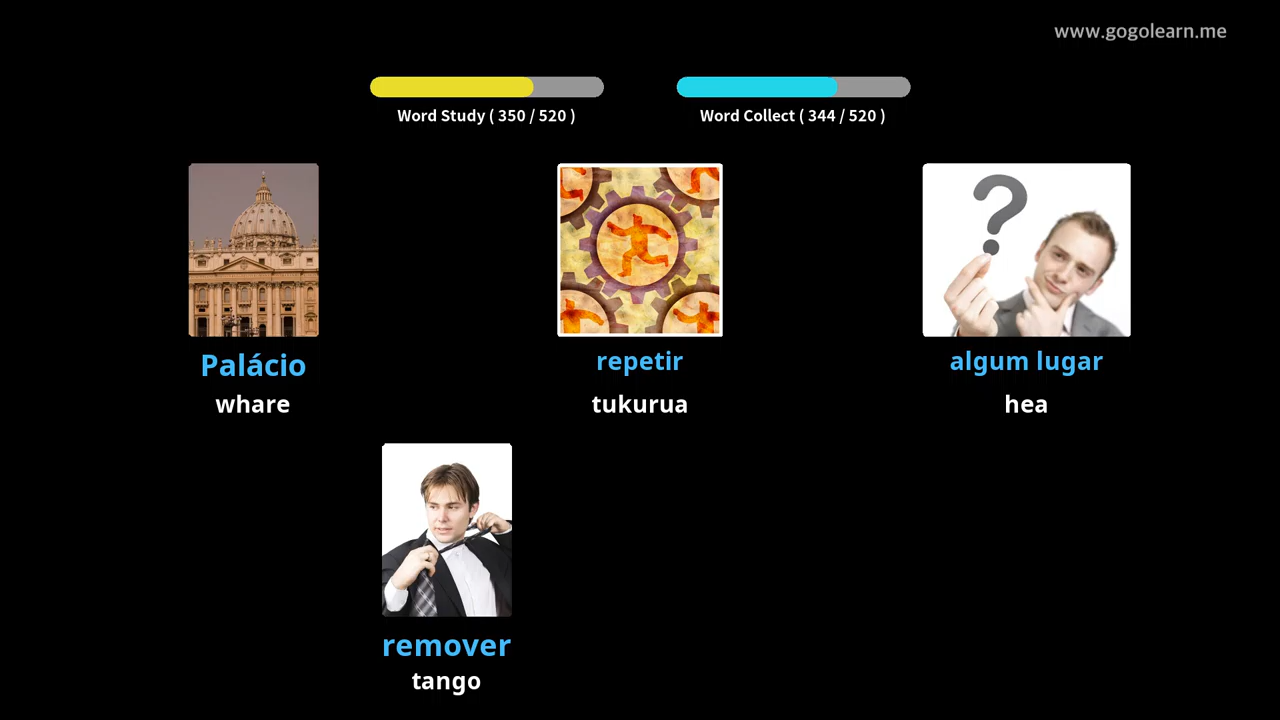 www.gogolearn.me
Word Study ( 350 / 520 )
Word Collect ( 344 / 520 )
Palácio
whare
repetir
tukurua
algum lugar
hea
remover
tango